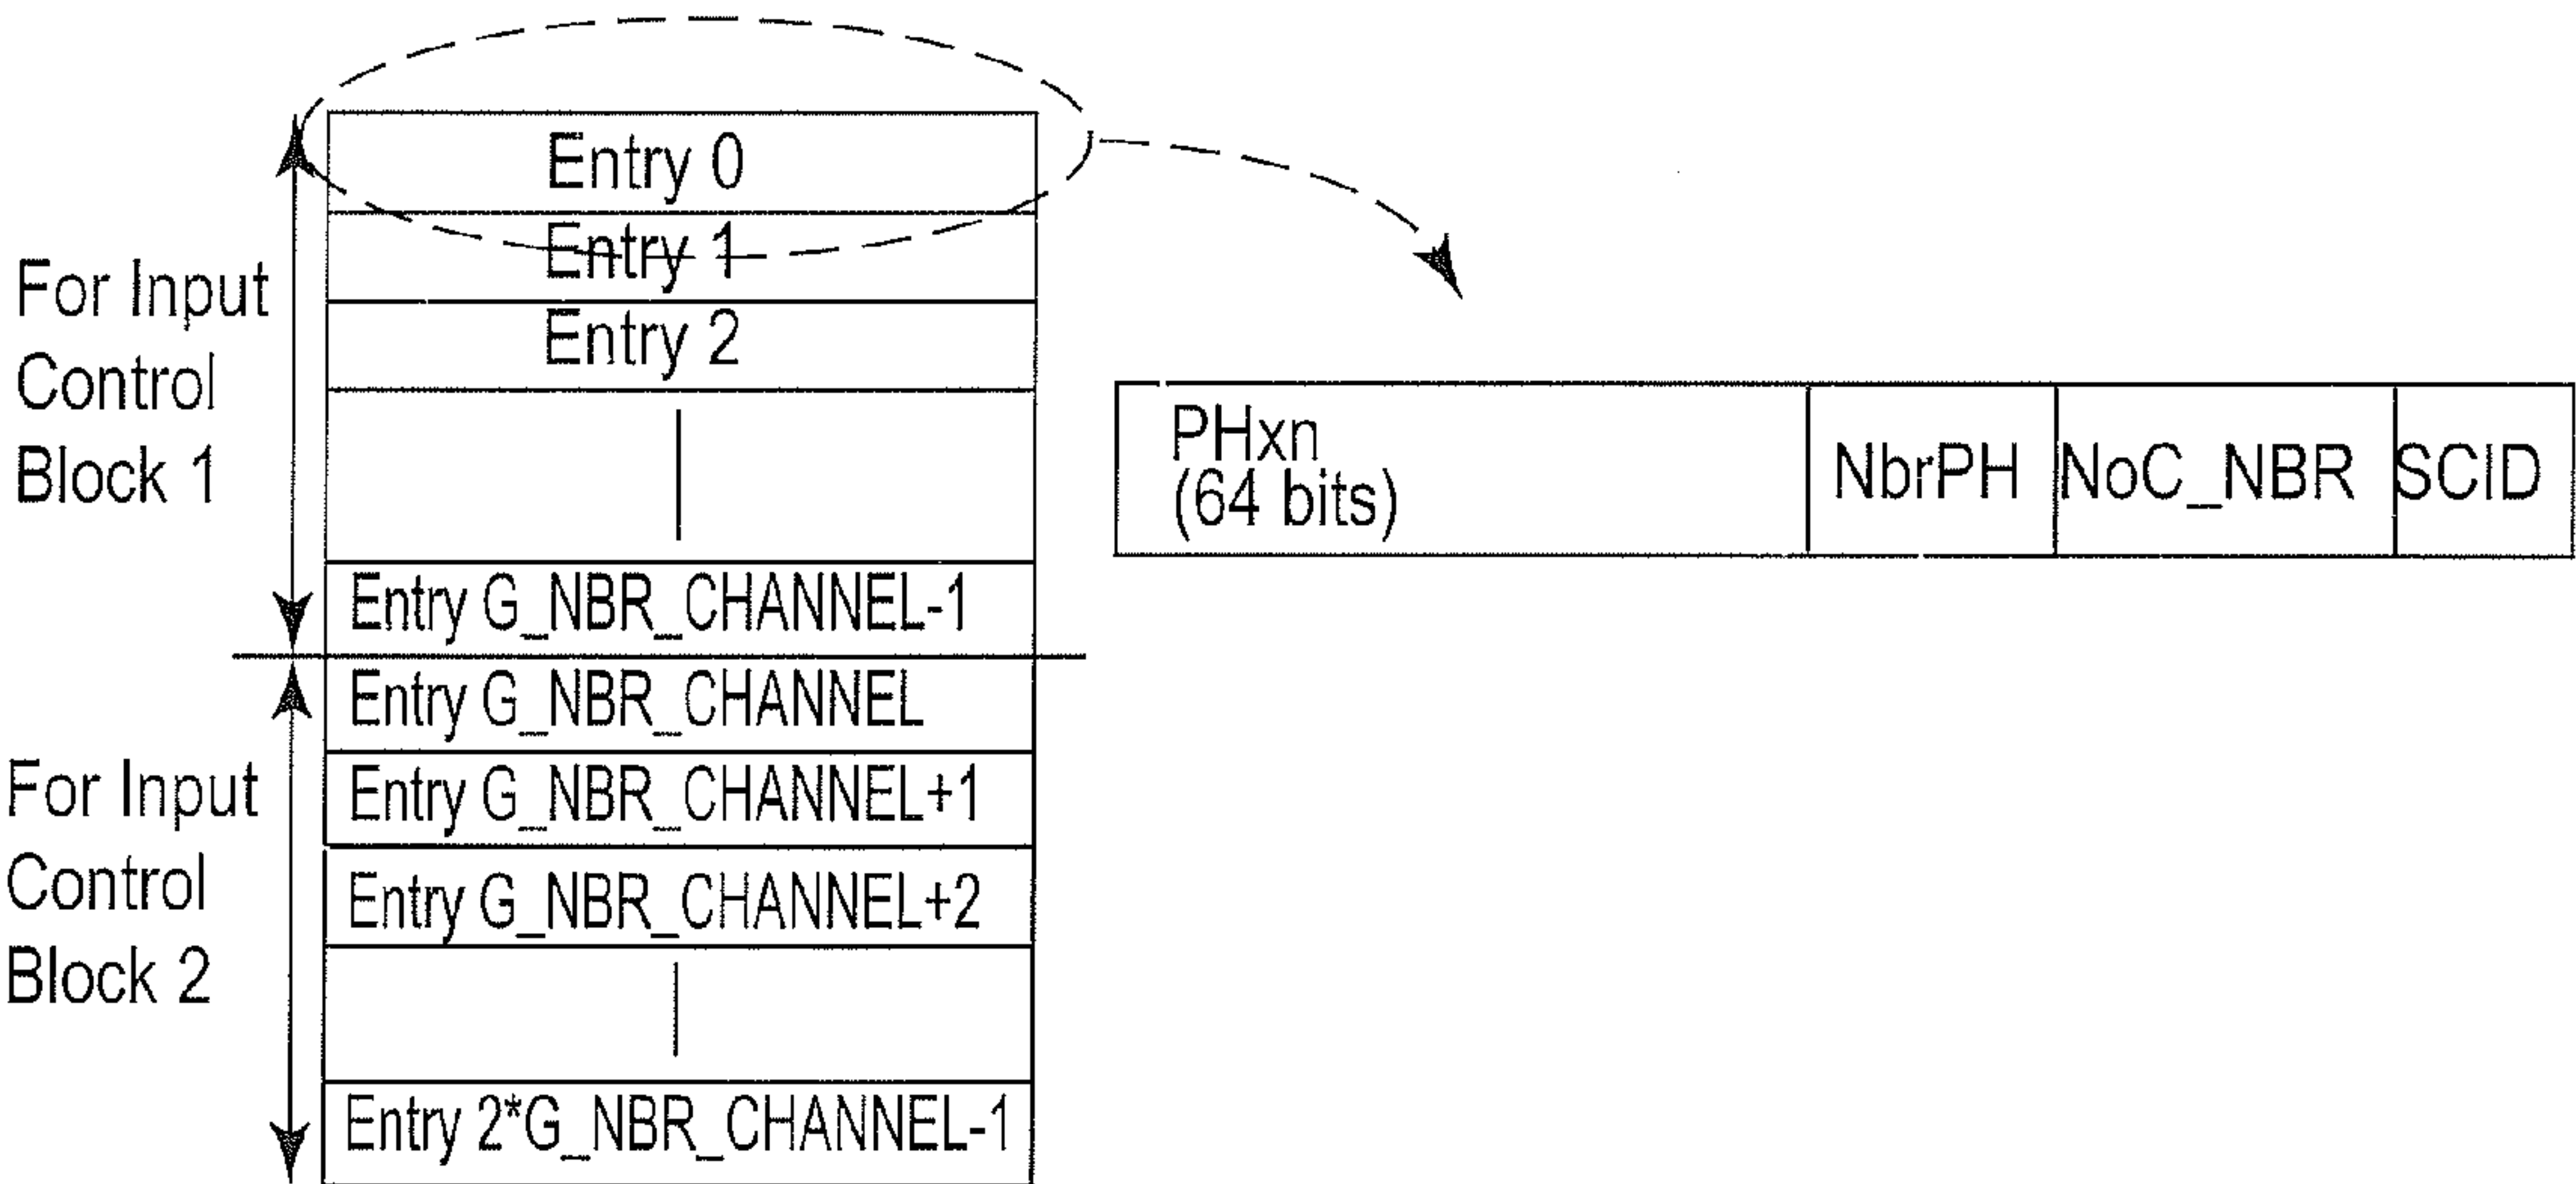 For Input
Control
Block 1
Entry 0
Entry 1
Entry 2
Entry G_NBR_CHANNEL-1
For Input
Control
Block 2
Entry G_NBR_CHANNEL
Entry G_NBR_CHANNEL+1
Entry G_NBR_CHANNEL+2
Entry 2*G_NBR_CHANNEL-1
PHxn
(64 bits)
NbrPH
NoC_NBR
SCID